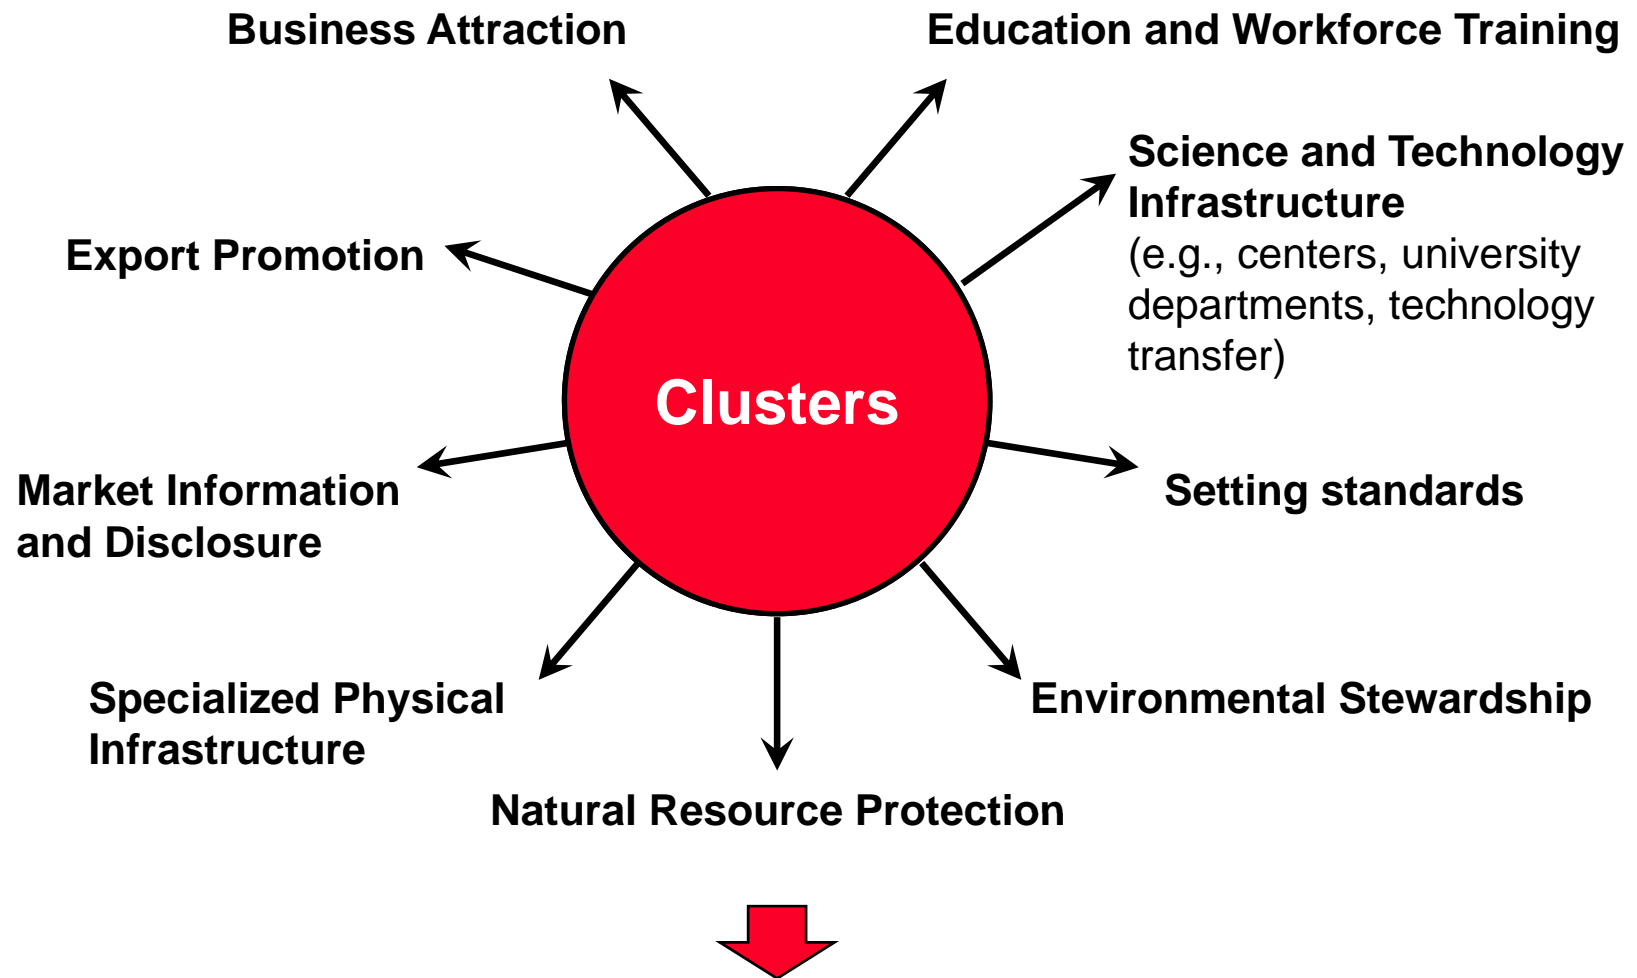 Business Attraction
Education and Workforce Training
Science and Technology
Infrastructure
(e.g., centers, university
departments, technology
transfer)
Export Promotion
Clusters
Market Information
and Disclosure
Setting standards
Specialized Physical
Infrastructure
Environmental Stewardship
Natural Resource Protection